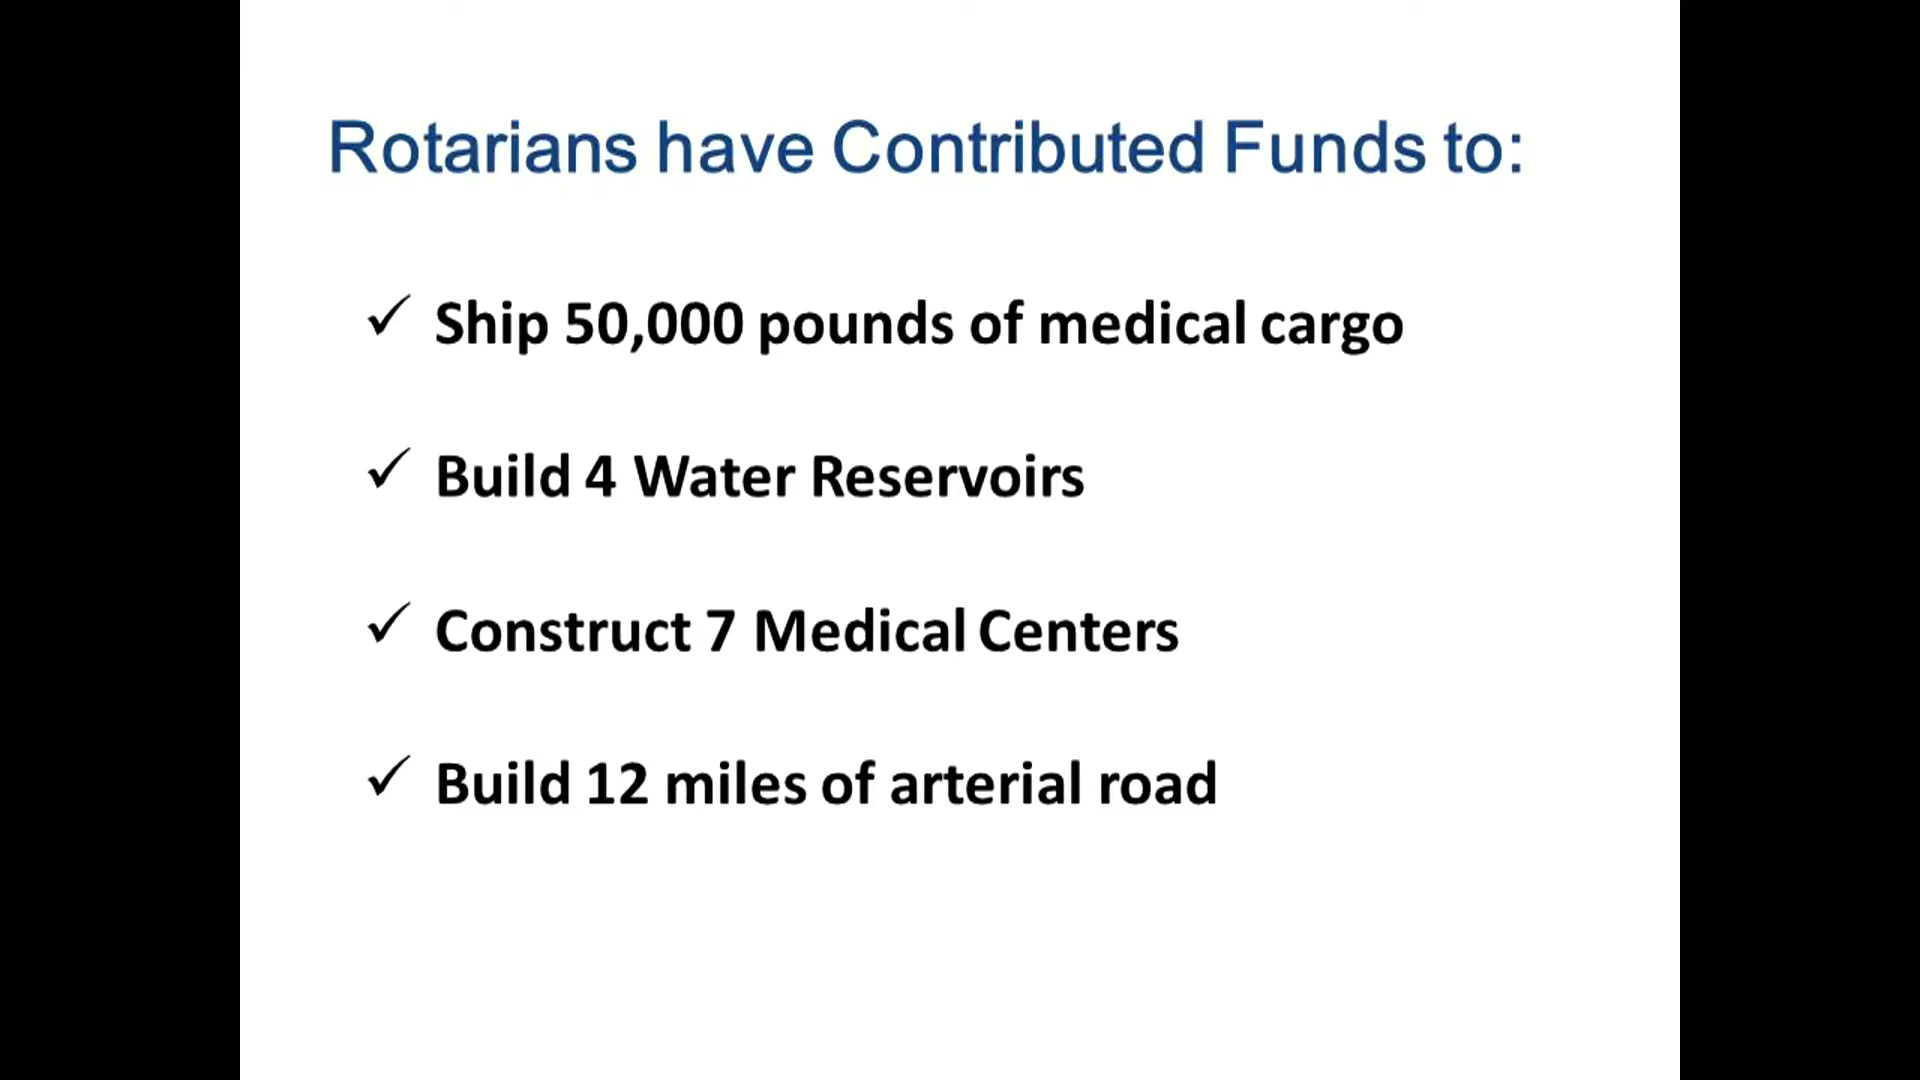 Rotarians have Contributed Funds to:
✓ Ship 50,000 pounds of medical cargo
✓ Build 4 Water Reservoirs
✓ Construct 7 Medical Centers
✓ Build 12 miles of arterial road